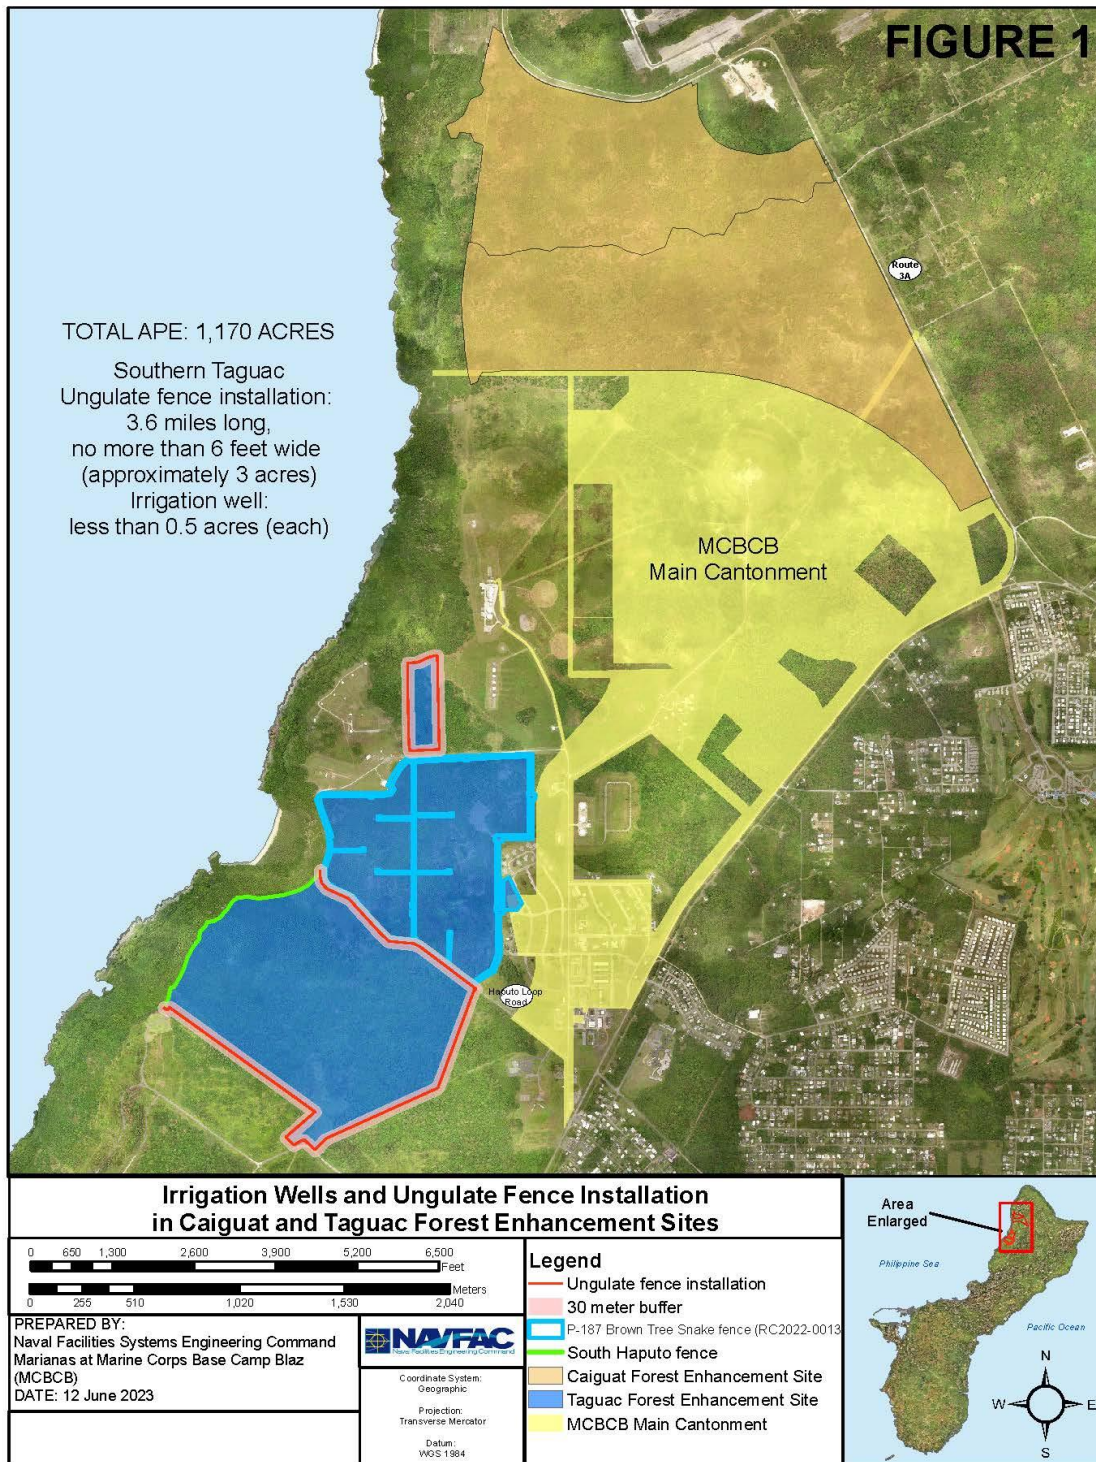 FIGURE 1
Route
3A
TOTAL APE: 1,170 ACRES
Southern Taguac
Ungulate fence installation:
3.6 miles long,
no more than 6 feet wide
(approximately 3 acres)
Irrigation well:
less than 0.5 acres (each)
MCBCB
Main Cantonment
Haputo Loop
Road
Irrigation Wells and Ungulate Fence Installation
in Caiguat and Taguac Forest Enhancement Sites
0 650 1,300 2,600 3,900 5,200 6,500
Feet
Meters
0 255 510 1,020 1,530 2,040
PREPARED BY:
Naval Facilities Systems Engineering Command
Marianas at Marine Corps Base Camp Blaz
(MCBCB)
DATE: 12 June 2023
NAVFAC
Naval Facilities Engineering Command
Coordinate System:
Geographic
Projection:
Transverse Mercator
Datum:
WGS 1984
Legend
Ungulate fence installation
30 meter buffer
P-187 Brown Tree Snake fence (RC2022-0013
South Haputo fence
Caiguat Forest Enhancement Site
Taguac Forest Enhancement Site
MCBCB Main Cantonment
Area
Enlarged
Philippine Sea
Pacific Ocean
N
W E
S